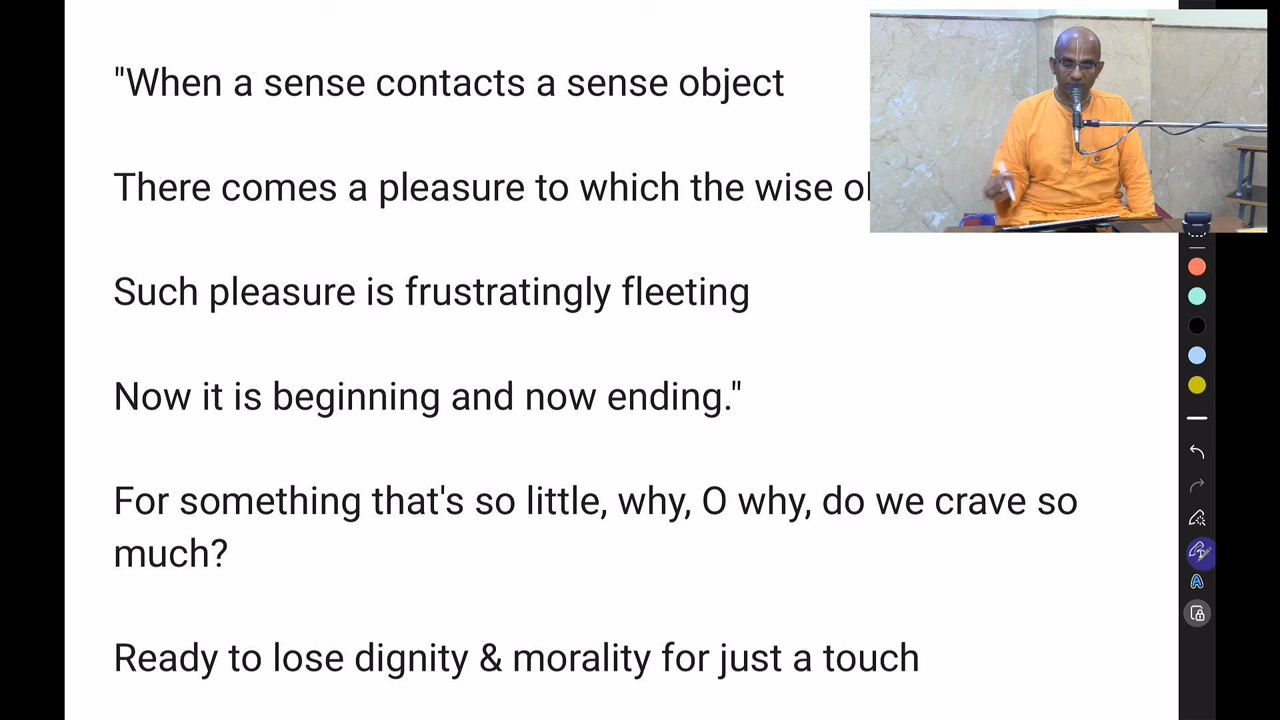 "When a sense contacts a sense object
There comes a pleasure to which the wise
Such pleasure is frustratingly fleeting
Now it is beginning and now ending."
For something that's so little, why, O why, do we crave so
much?
Ready to lose dignity & morality for just a touch